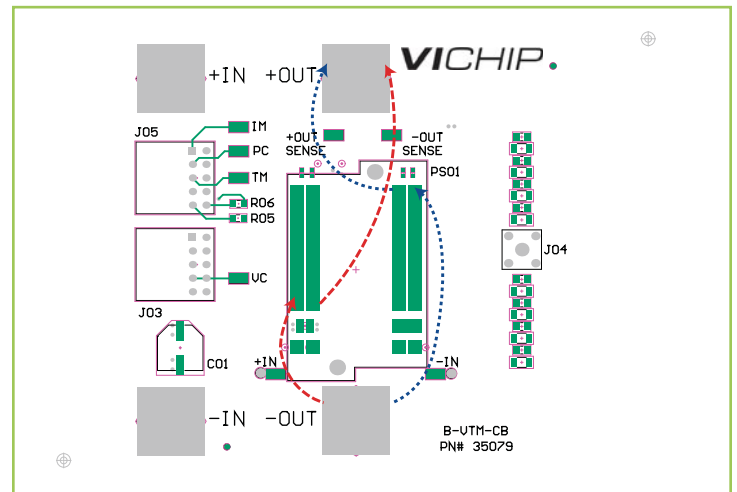 +IN +OUT VICHIP
J05
IM
+OUT SENSE
-OUT SENSE
PC
TM
PS01
R06
R05
J04
VC
J03
C01
+IN
-IN
-IN -OUT
B-VTM-CB
PN# 35079